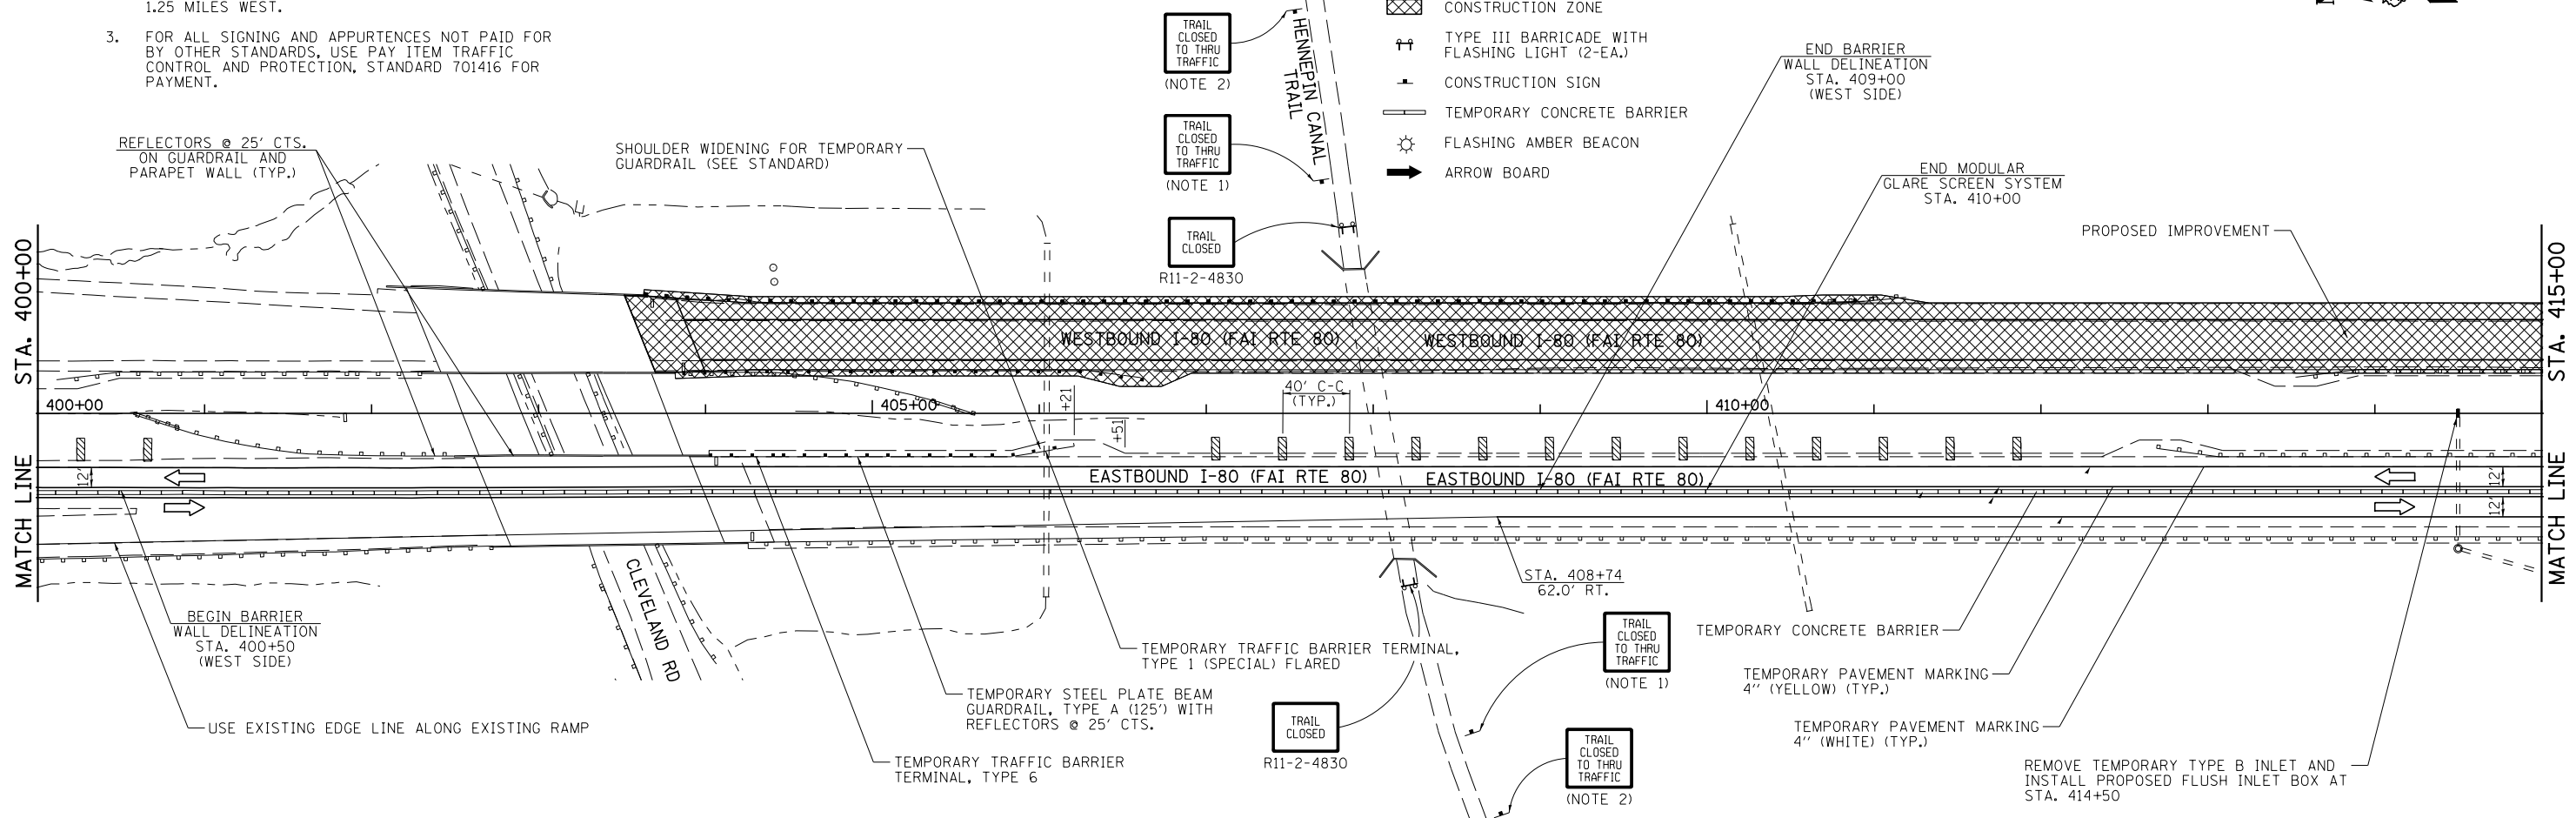 1.25 MILES WEST.
3. FOR ALL SIGNING AND APPURTENCES NOT PAID FOR
BY OTHER STANDARDS, USE PAY ITEM TRAFFIC
CONTROL AND PROTECTION, STANDARD 701416 FOR
PAYMENT.
TRAIL
CLOSED
TO THRU
TRAFFIC
(NOTE 2)
TRAIL
CLOSED
TO THRU
TRAFFIC
(NOTE 1)
TRAIL
CLOSED
R11-2-4830
HENNEPIN CANAL
TRAIL
CONSTRUCTION ZONE
TYPE III BARRICADE WITH
FLASHING LIGHT (2-EA.)
CONSTRUCTION SIGN
TEMPORARY CONCRETE BARRIER
FLASHING AMBER BEACON
ARROW BOARD
END BARRIER
WALL DELINEATION
STA. 409+00
(WEST SIDE)
END MODULAR
GLARE SCREEN SYSTEM
STA. 410+00
PROPOSED IMPROVEMENT
REFLECTORS @ 25' CTS.
ON GUARDRAIL AND
PARAPET WALL (TYP.)
SHOULDER WIDENING FOR TEMPORARY
GUARDRAIL (SEE STANDARD)
MATCH LINE STA. 400+00
MATCH LINE STA. 415+00
WESTBOUND I-80 (FAI RTE 80)
WESTBOUND I-80 (FAI RTE 80)
400+00
405+00
+21
+51
40' C-C
(TYP.)
410+00
EASTBOUND I-80 (FAI RTE 80)
EASTBOUND I-80 (FAI RTE 80)
12'
12'
12'
CLEVELAND RD
STA. 408+74
62.0' RT.
BEGIN BARRIER
WALL DELINEATION
STA. 400+50
(WEST SIDE)
USE EXISTING EDGE LINE ALONG EXISTING RAMP
TEMPORARY TRAFFIC BARRIER TERMINAL,
TYPE 1 (SPECIAL) FLARED
TEMPORARY STEEL PLATE BEAM
GUARDRAIL, TYPE A (125') WITH
REFLECTORS @ 25' CTS.
TEMPORARY TRAFFIC BARRIER
TERMINAL, TYPE 6
TRAIL
CLOSED
R11-2-4830
TRAIL
CLOSED
TO THRU
TRAFFIC
(NOTE 1)
TRAIL
CLOSED
TO THRU
TRAFFIC
(NOTE 2)
TEMPORARY CONCRETE BARRIER
TEMPORARY PAVEMENT MARKING
4'' (YELLOW) (TYP.)
TEMPORARY PAVEMENT MARKING
4'' (WHITE) (TYP.)
REMOVE TEMPORARY TYPE B INLET AND
INSTALL PROPOSED FLUSH INLET BOX AT
STA. 414+50